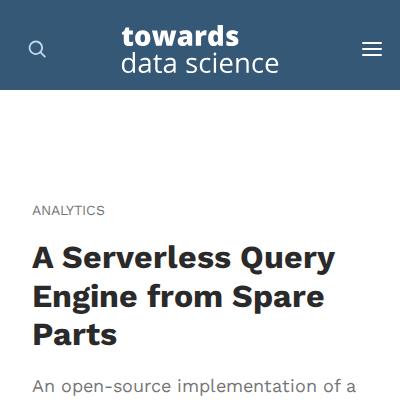 towards
data science
ANALYTICS
A Serverless Query
Engine from Spare
Parts
An open-source implementation of a